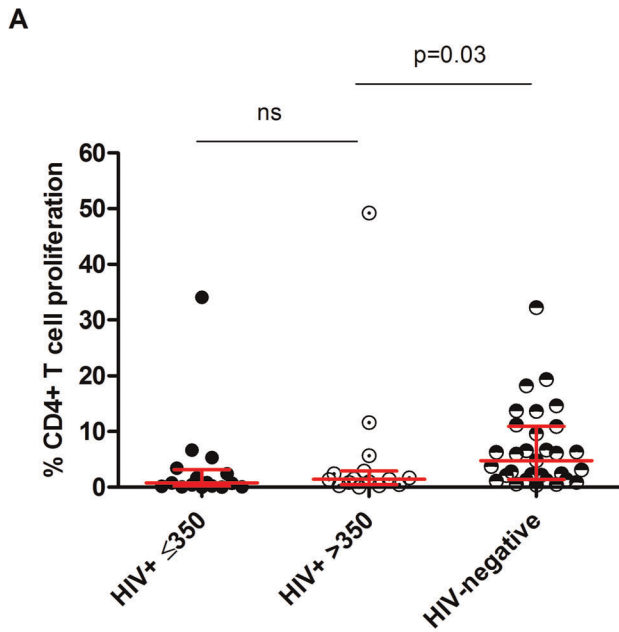 A
p=0.03
ns
% CD4+ T cell proliferation
60
50
40
30
20
10
0
HIV+ ≤350
HIV+ >350
HIV-negative